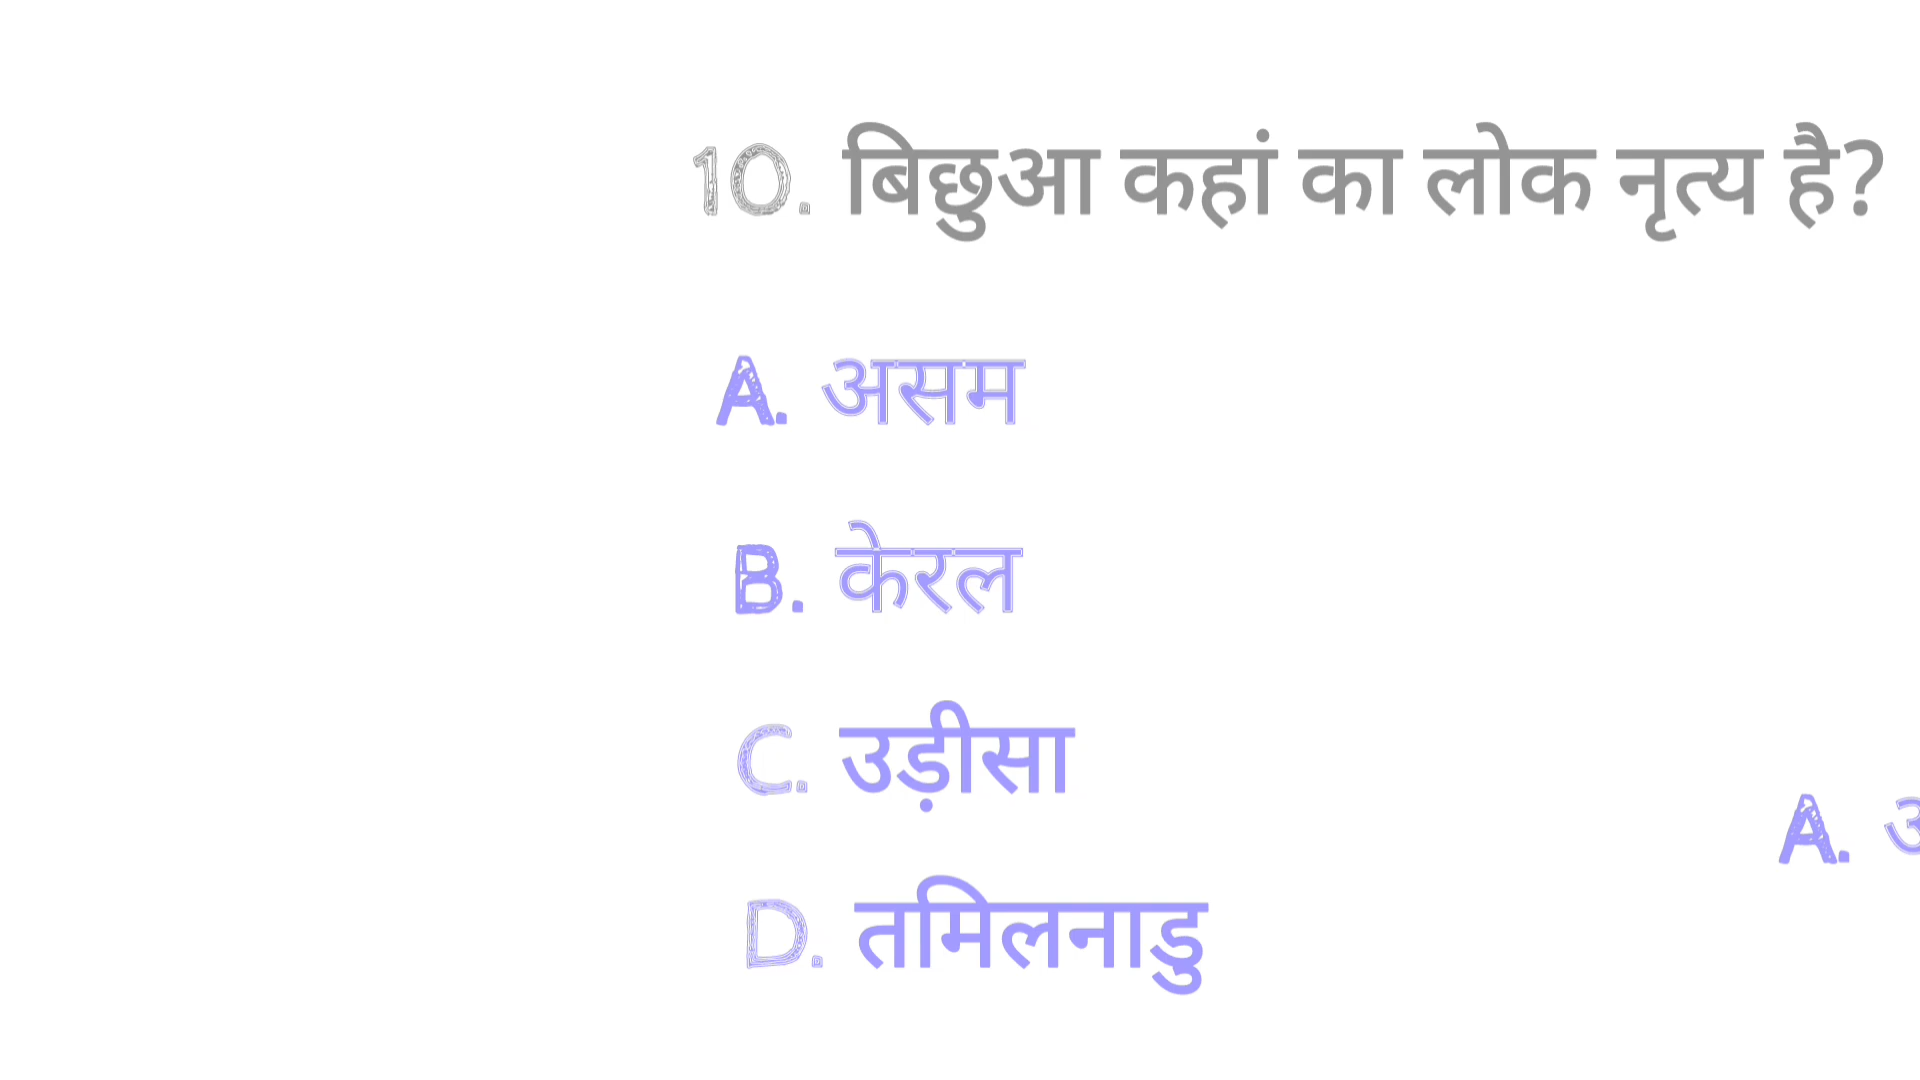 10. बिछुआ कहां का लोक नृत्य है?
A. असम
B. केरल
C. उड़ीसा
A.
D. तमिलनाडु